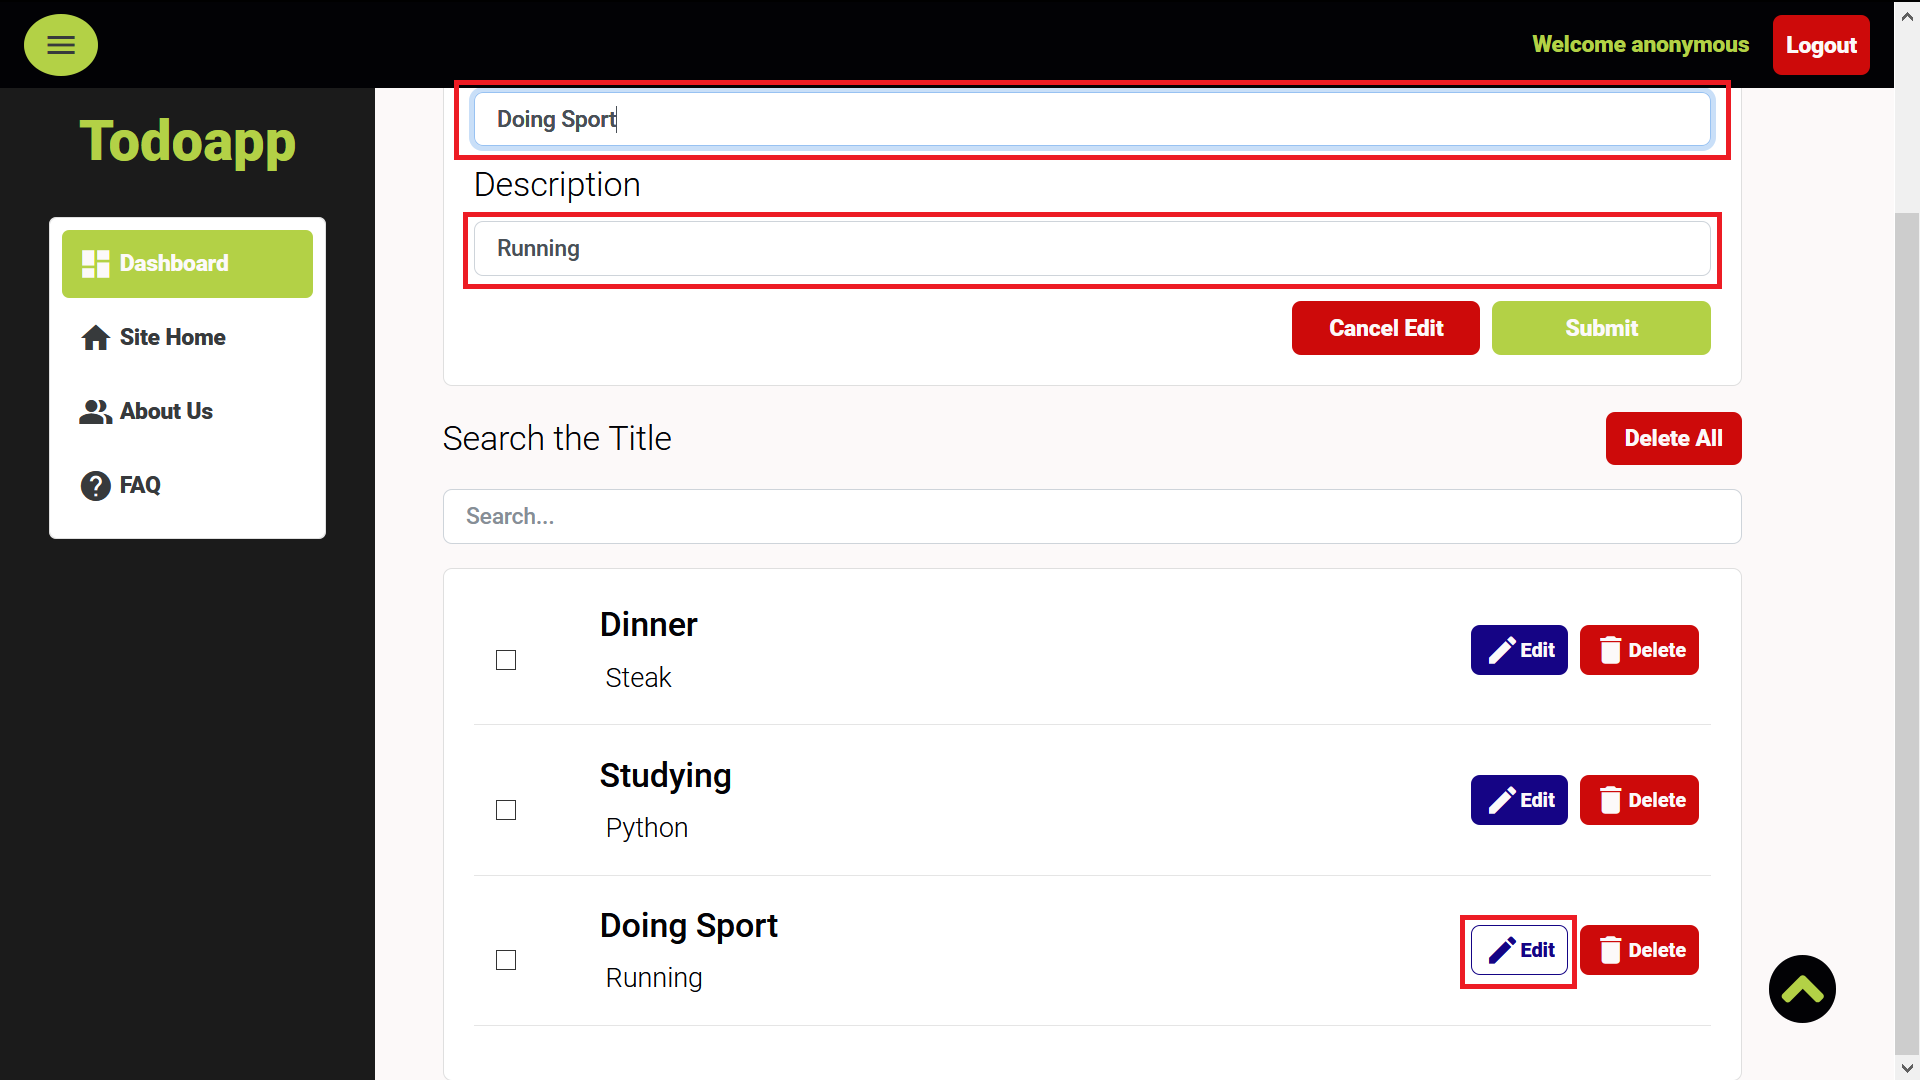 Welcome anonymous
Logout
Todoapp
Dashboard
Site Home
About Us
FAQ
Doing Sport
Description
Running
Cancel Edit
Submit
Search the Title
Delete All
Search...
Dinner
Steak
Edit
Delete
Studying
Python
Edit
Delete
Doing Sport
Running
Edit
Delete